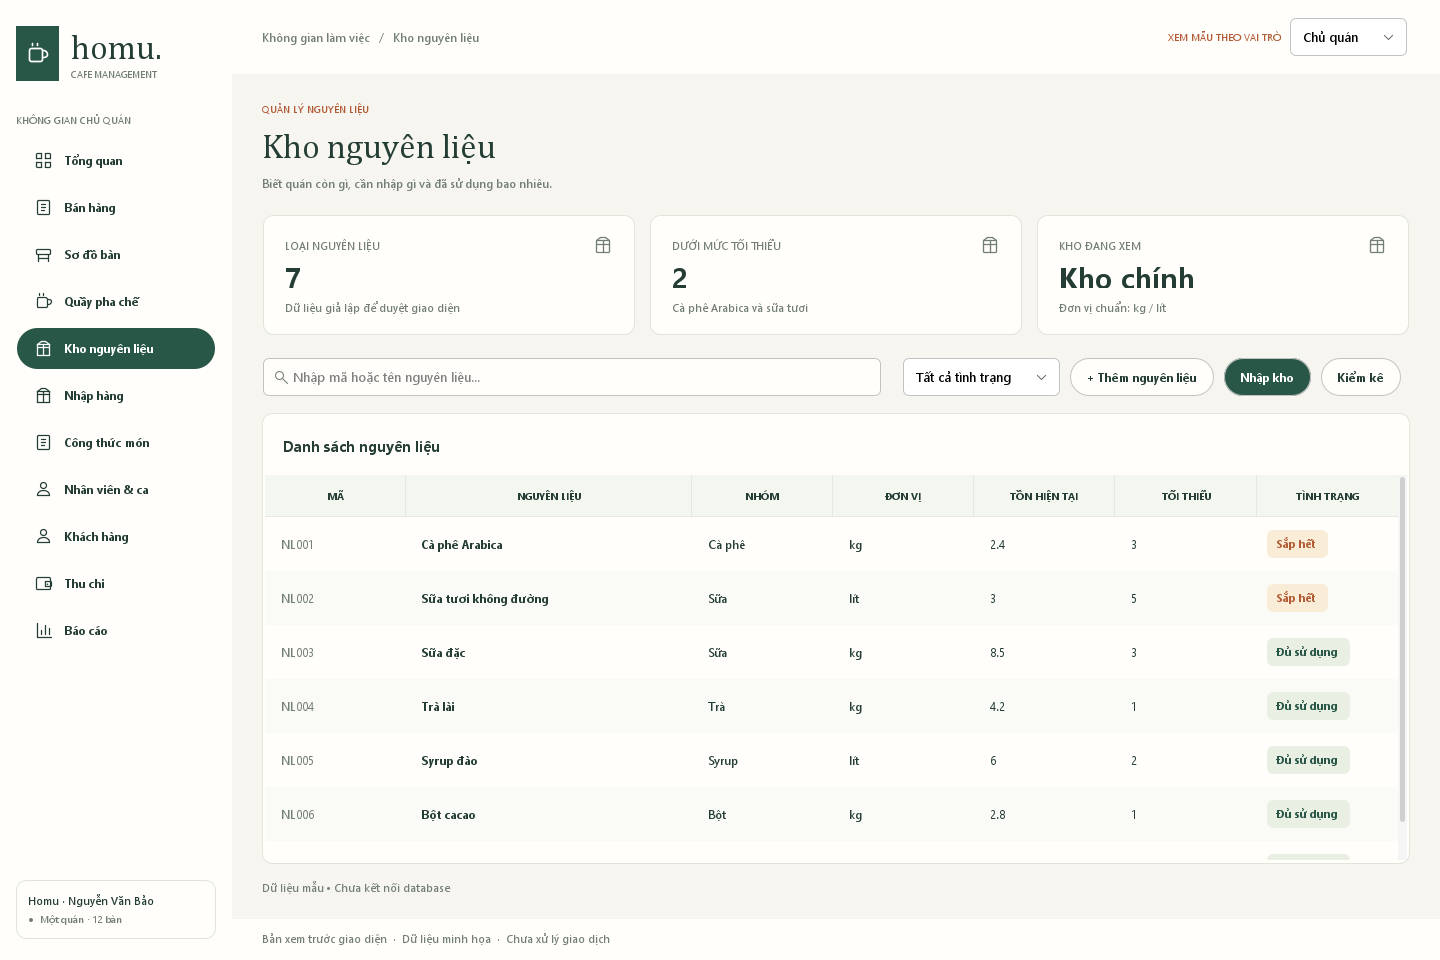 homu.
CAFE MANAGEMENT
KHÔNG GIAN CHỦ QUÁN
Tổng quan
Bán hàng
Sơ đồ bàn
Quầy pha chế
Kho nguyên liệu
Nhập hàng
Công thức món
Nhân viên & ca
Khách hàng
Thu chi
Báo cáo
Homu · Nguyễn Văn Bảo
• Một quán · 12 bàn
Không gian làm việc / Kho nguyên liệu
XEM MẪU THEO VAI TRÒ
Chủ quán
QUẢN LÝ NGUYÊN LIỆU
Kho nguyên liệu
Biết quán còn gì, cần nhập gì và đã sử dụng bao nhiêu.
LOẠI NGUYÊN LIỆU
7
Dữ liệu giả lập để duyệt giao diện
DƯỚI MỨC TỐI THIỂU
2
Cà phê Arabica và sữa tươi
KHO ĐANG XEM
Kho chính
Đơn vị chuẩn: kg / lít
Nhập mã hoặc tên nguyên liệu...
Tất cả tình trạng
+ Thêm nguyên liệu
Nhập kho
Kiểm kê
Danh sách nguyên liệu
MÃ NGUYÊN LIỆU NHÓM ĐƠN VỊ TỒN HIỆN TẠI TỐI THIỂU TÌNH TRẠNG
NL001 Cà phê Arabica Cà phê kg 2.4 3 Sắp hết
NL002 Sữa tươi không đường Sữa lít 3 5 Sắp hết
NL003 Sữa đặc Sữa kg 8.5 3 Đủ sử dụng
NL004 Trà lài Trà kg 4.2 1 Đủ sử dụng
NL005 Syrup đào Syrup lít 6 2 Đủ sử dụng
NL006 Bột cacao Bột kg 2.8 1 Đủ sử dụng
Dữ liệu mẫu • Chưa kết nối database
Bản xem trước giao diện · Dữ liệu minh họa · Chưa xử lý giao dịch